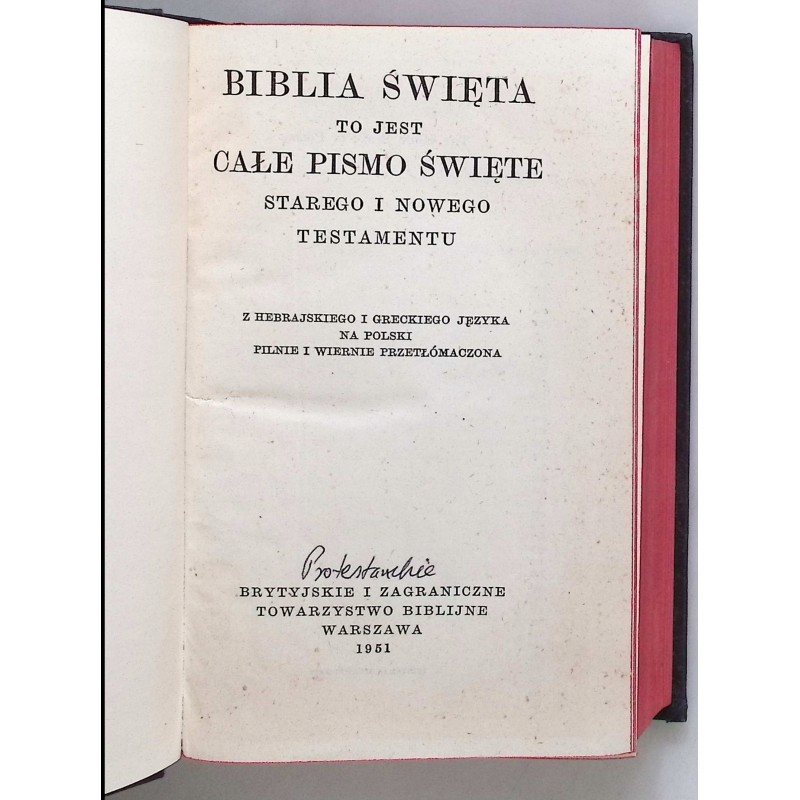 BIBLIA ŚWIĘTA
TO JEST
CAŁE PISMO ŚWIĘTE
STAREGO I NOWEGO
TESTAMENTU
Z HEBRAJSKIEGO I GRECKIEGO JĘZYKA
NA POLSKI
PILNIE I WIERNIE PRZETŁÓMACZONA
Protestanckie
BRYTYJSKIE I ZAGRANICZNE
TOWARZYSTWO BIBLIJNE
WARSZAWA
1951